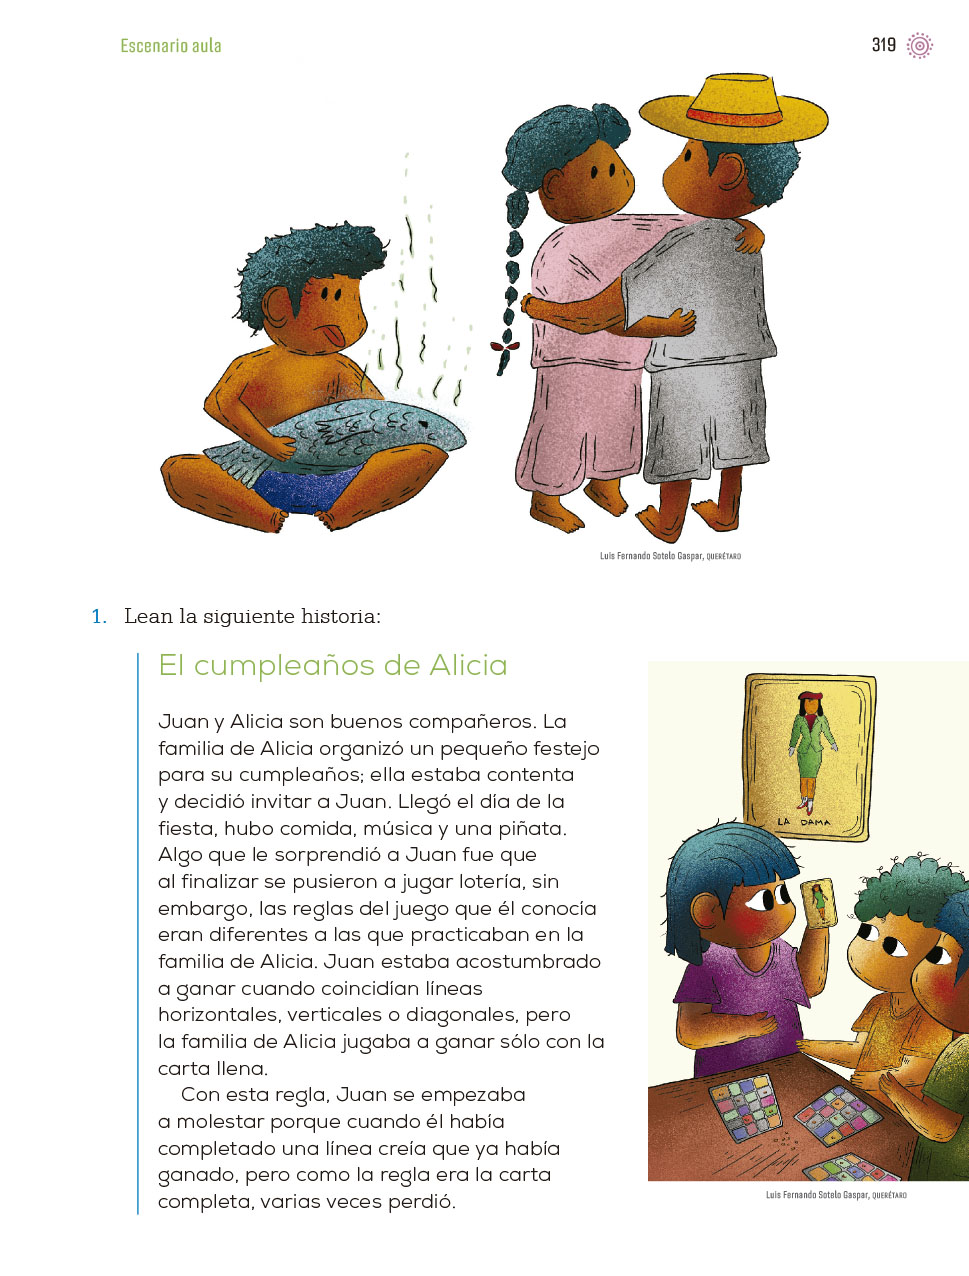 Escenario aula
319
Luis Fernando Sotelo Gaspar, QUERÉTARO
1. Lean la siguiente historia:
El cumpleaños de Alicia
Juan y Alicia son buenos compañeros. La
familia de Alicia organizó un pequeño festejo
para su cumpleaños; ella estaba contenta
y decidió invitar a Juan. Llegó el día de la
fiesta, hubo comida, música y una piñata.
Algo que le sorprendió a Juan fue que
al finalizar se pusieron a jugar lotería, sin
embargo, las reglas del juego que él conocía
eran diferentes a las que practicaban en la
familia de Alicia. Juan estaba acostumbrado
a ganar cuando coincidían líneas
horizontales, verticales o diagonales, pero
la familia de Alicia jugaba a ganar sólo con la
carta llena.
Con esta regla, Juan se empezaba
a molestar porque cuando él había
completado una línea creía que ya había
ganado, pero como la regla era la carta
completa, varias veces perdió.
LA DAMA
Luis Fernando Sotelo Gaspar, QUERÉTARO